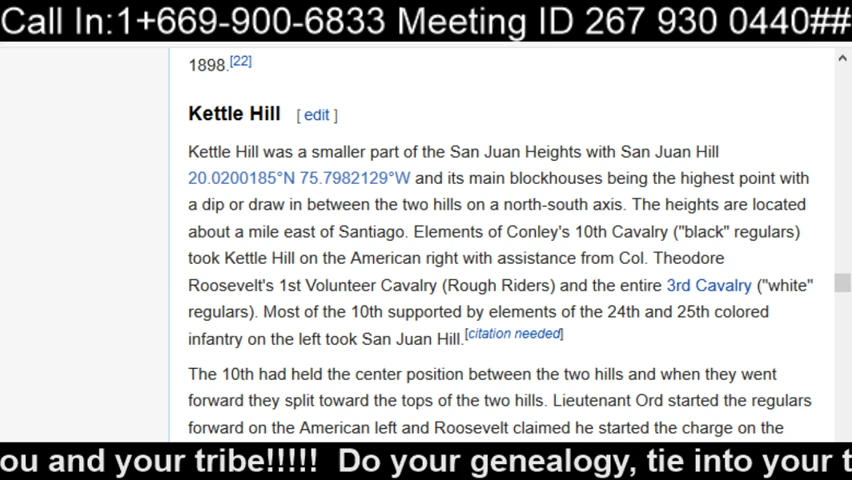 Call In:1+669-900-6833 Meeting ID 267 930 0440##
1898.[22]
Kettle Hill [ edit ]
Kettle Hill was a smaller part of the San Juan Heights with San Juan Hill
20.0200185°N 75.7982129°W and its main blockhouses being the highest point with
a dip or draw in between the two hills on a north-south axis. The heights are located
about a mile east of Santiago. Elements of Conley's 10th Cavalry ("black" regulars)
took Kettle Hill on the American right with assistance from Col. Theodore
Roosevelt's 1st Volunteer Cavalry (Rough Riders) and the entire 3rd Cavalry ("white"
regulars). Most of the 10th supported by elements of the 24th and 25th colored
infantry on the left took San Juan Hill.[citation needed]
The 10th had held the center position between the two hills and when they went
forward they split toward the tops of the two hills. Lieutenant Ord started the regulars
forward on the American left and Roosevelt claimed he started the charge on the
ou and your tribe!!!!! Do your genealogy, tie into your t